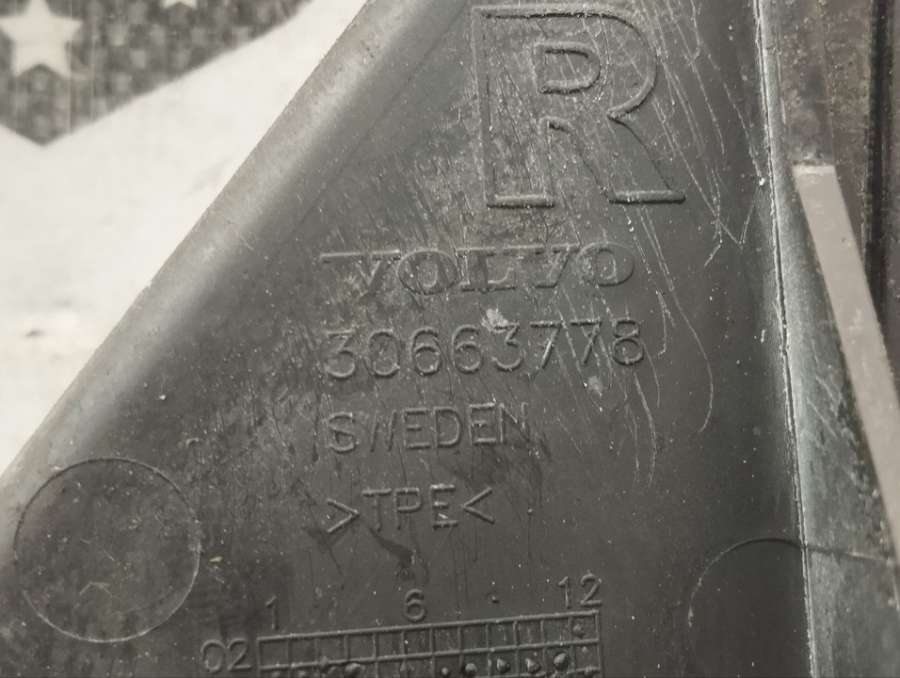 R
VOLVO
30663778
SWEDEN
>TPE<
1 6 12
02